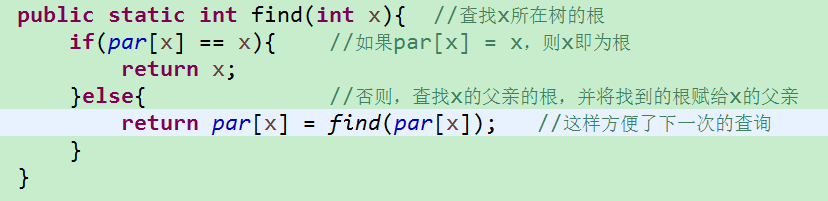 public static int find(int x){  //查找x所在树的根
    if(par[x] == x){    //如果par[x] = x，则x即为根
        return x;
    }else{              //否则，查找x的父亲的根，并将找到的根赋给x的父亲
        return par[x] = find(par[x]);   //这样方便了下一次的查询
    }
}